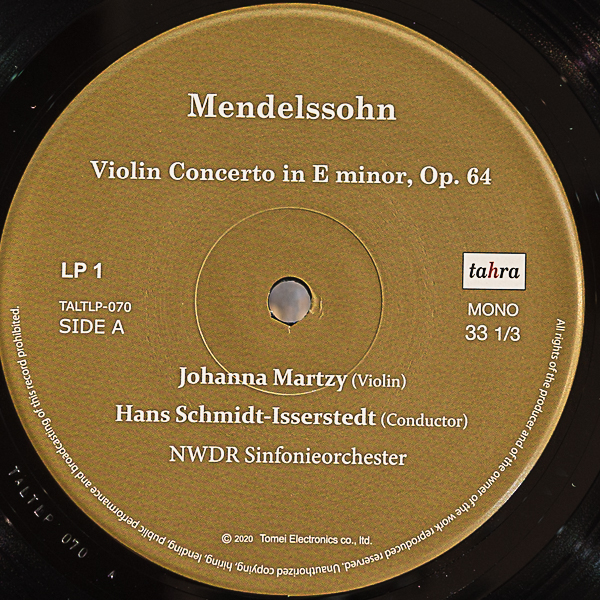 Mendelssohn
Violin Concerto in E minor, Op. 64
LP 1
tahra
TALTLP-070
MONO
SIDE A
33 1/3
Johanna Martzy (Violin)
Hans Schmidt-Isserstedt (Conductor)
NWDR Sinfonieorchester
© 2020 Tomei Electronics co., ltd.
All rights of the producer and of the owner of the work reproduced reserved. Unauthorized copying, hiring, lending, public performance and broadcasting of this record prohibited.
TALTLP 070 A